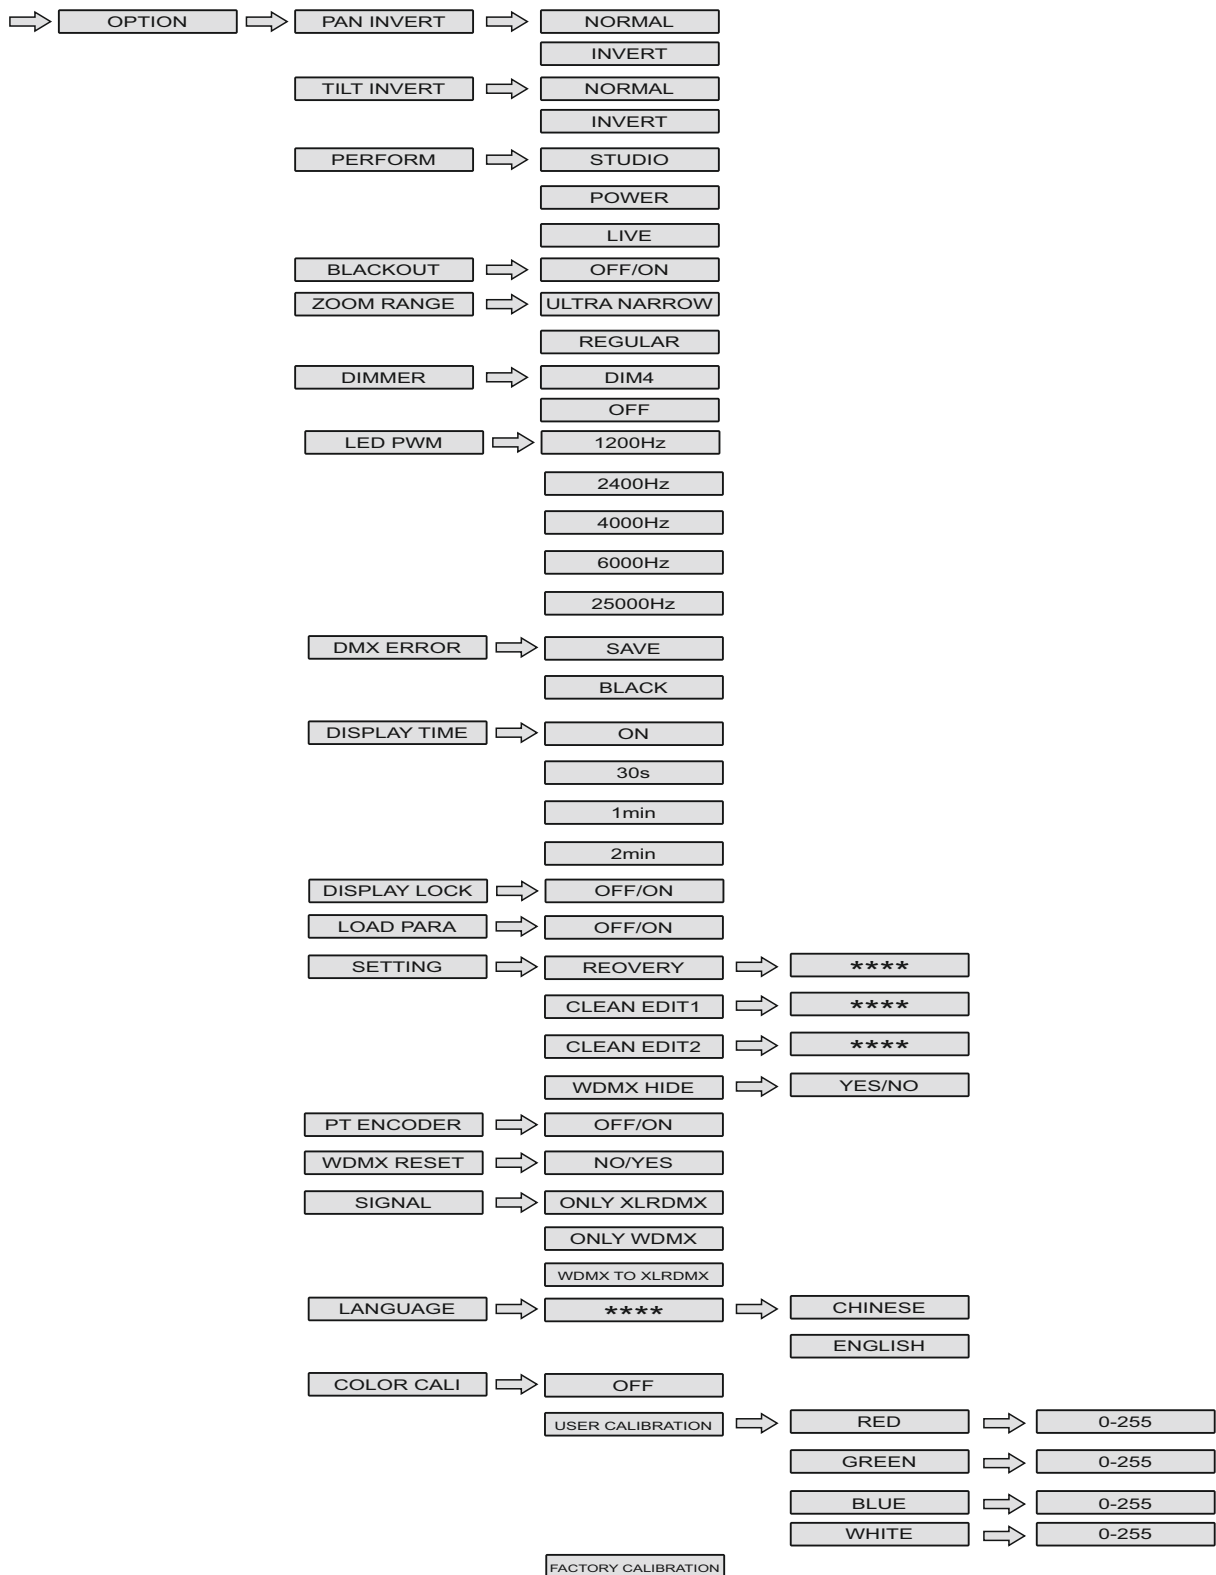 OPTION PAN INVERT NORMAL
INVERT
TILT INVERT NORMAL
INVERT
PERFORM STUDIO
POWER
LIVE
BLACKOUT OFF/ON
ZOOM RANGE ULTRA NARROW
REGULAR
DIMMER DIM4
OFF
LED PWM 1200Hz
2400Hz
4000Hz
6000Hz
25000Hz
DMX ERROR SAVE
BLACK
DISPLAY TIME ON
30s
1min
2min
DISPLAY LOCK OFF/ON
LOAD PARA OFF/ON
SETTING REOVERY ****
CLEAN EDIT1 ****
CLEAN EDIT2 ****
WDMX HIDE YES/NO
PT ENCODER OFF/ON
WDMX RESET NO/YES
SIGNAL ONLY XLRDMX
ONLY WDMX
WDMX TO XLRDMX
LANGUAGE **** CHINESE
ENGLISH
COLOR CALI OFF
USER CALIBRATION RED 0-255
GREEN 0-255
BLUE 0-255
WHITE 0-255
FACTORY CALIBRATION